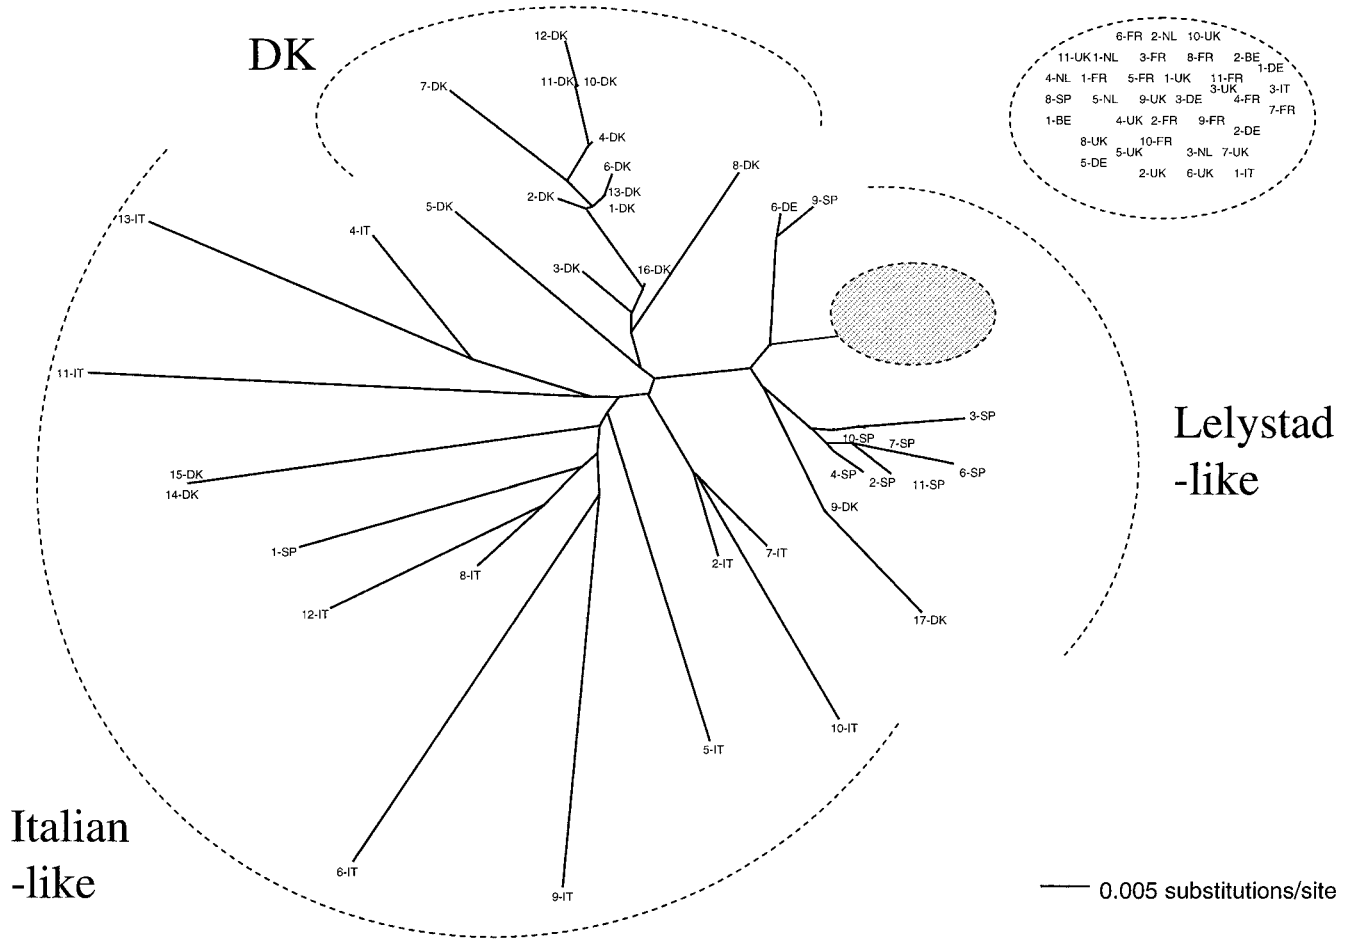 DK
12-DK
11-DK 10-DK
7-DK
4-DK
6-DK
13-DK
2-DK
1-DK
5-DK
8-DK
3-DK
16-DK
6-DE
9-SP
13-IT
4-IT
11-IT
15-DK
14-DK
1-SP
8-IT
12-IT
6-IT
9-IT
5-IT
2-IT
7-IT
10-IT
3-SP
10-SP
7-SP
4-SP
2-SP
11-SP
6-SP
9-DK
17-DK
6-FR 2-NL 10-UK
11-UK 1-NL 3-FR 8-FR 2-BE
1-DE
4-NL 1-FR 5-FR 1-UK 11-FR
3-UK 3-IT
8-SP 5-NL 9-UK 3-DE 4-FR
7-FR
1-BE 4-UK 2-FR 9-FR
2-DE
8-UK 10-FR
5-UK 3-NL 7-UK
5-DE
2-UK 6-UK 1-IT
Lelystad
-like
Italian
-like
0.005 substitutions/site